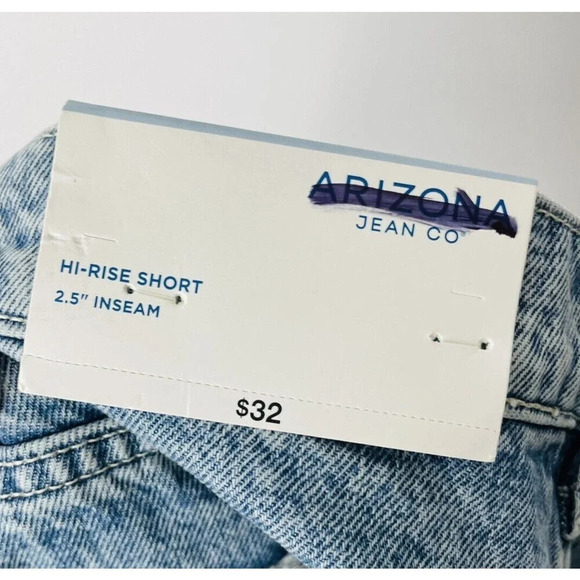 ARIZONA
JEAN CO
HI-RISE SHORT
2.5" INSEAM
$32